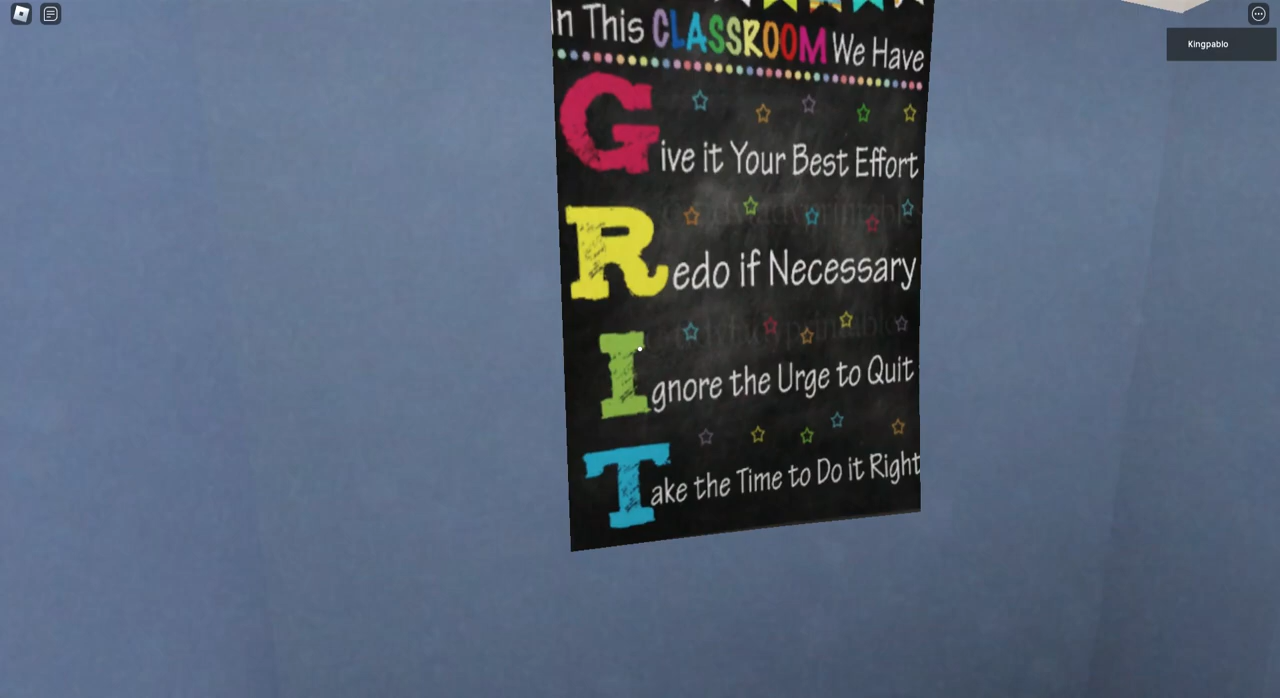 n This CLASSROOM We Have
Give it Your Best Effort
Redo if Necessary
Ignore the Urge to Quit
Take the Time to Do it Right
Kingpablo